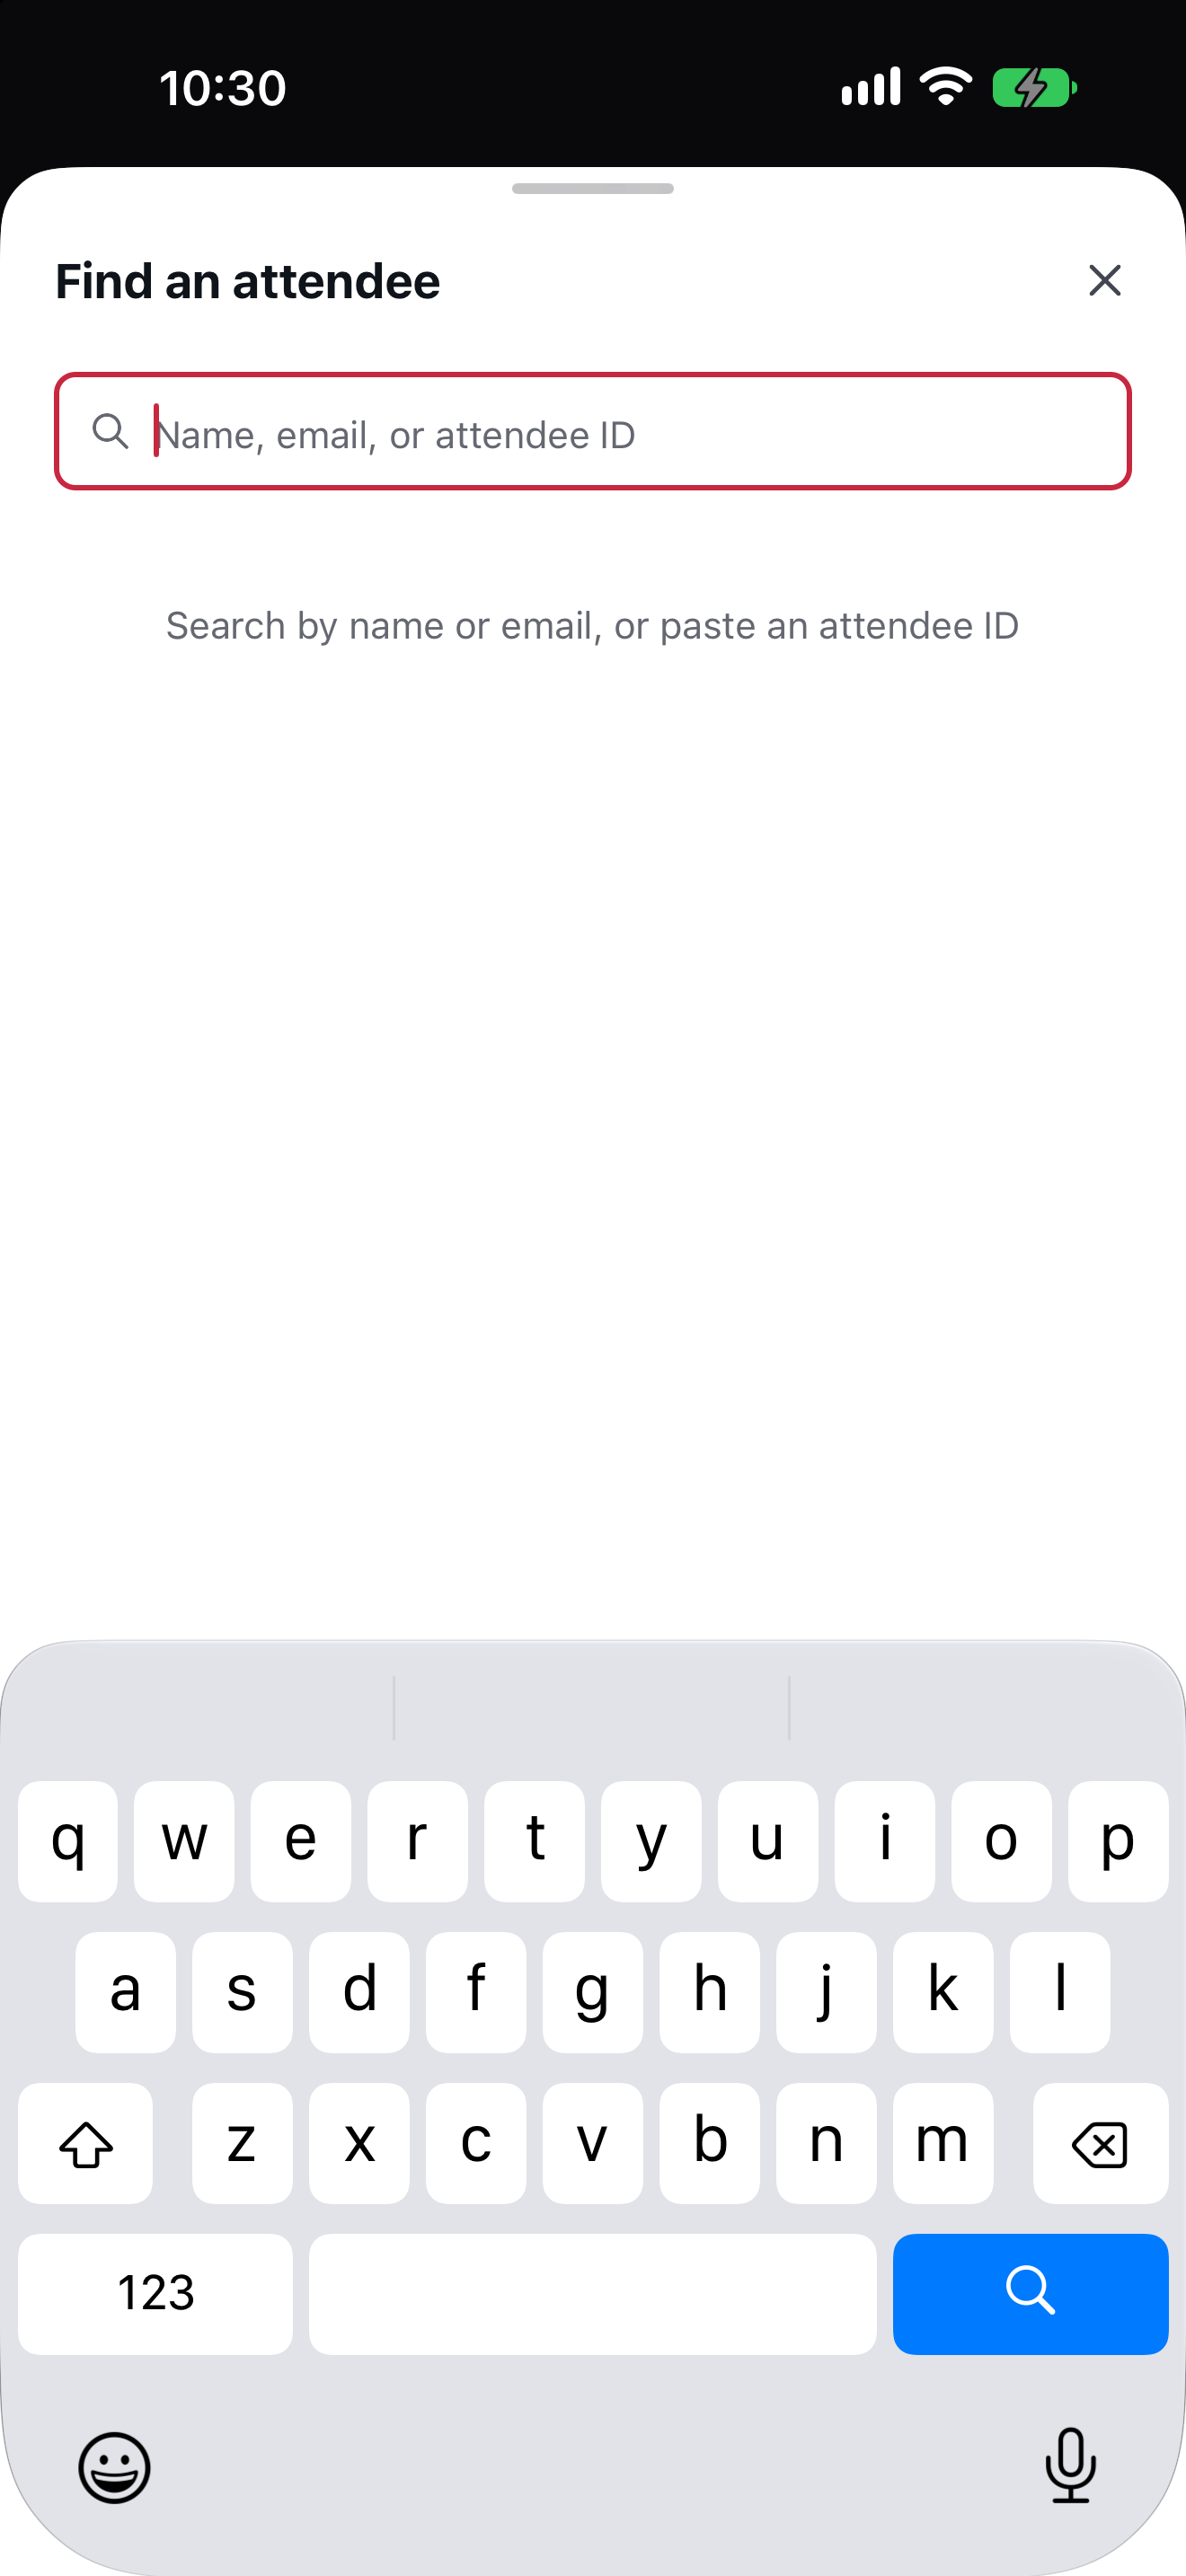 10:30
Find an attendee
Name, email, or attendee ID
Search by name or email, or paste an attendee ID
q w e r t y u i o p
a s d f g h j k l
z x c v b n m
123